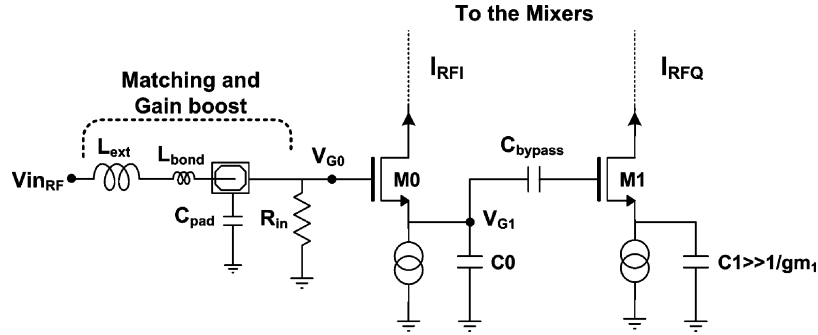 To the Mixers
I_RFI
I_RFQ
Matching and
Gain boost
L_ext
L_bond
V_G0
C_bypass
Vin_RF
M0
M1
C_pad
R_in
V_G1
C0
C1>>1/gm_1